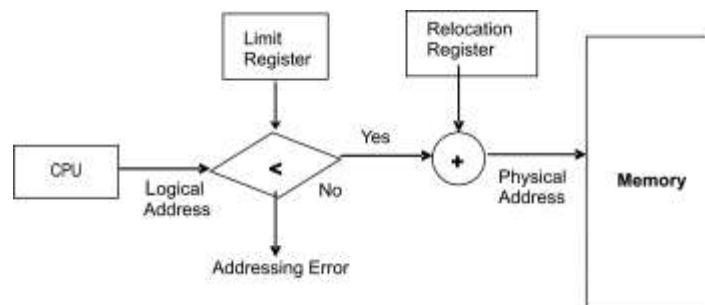 Limit
Register
Relocation
Register
CPU
Logical
Address
<
Yes
No
+
Physical
Address
Memory
Addressing Error